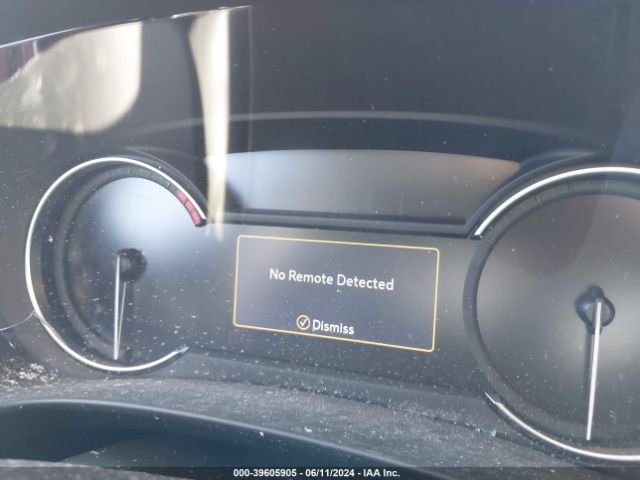 No Remote Detected
Dismiss
000-39605905 - 06/11/2024 - IAA Inc.